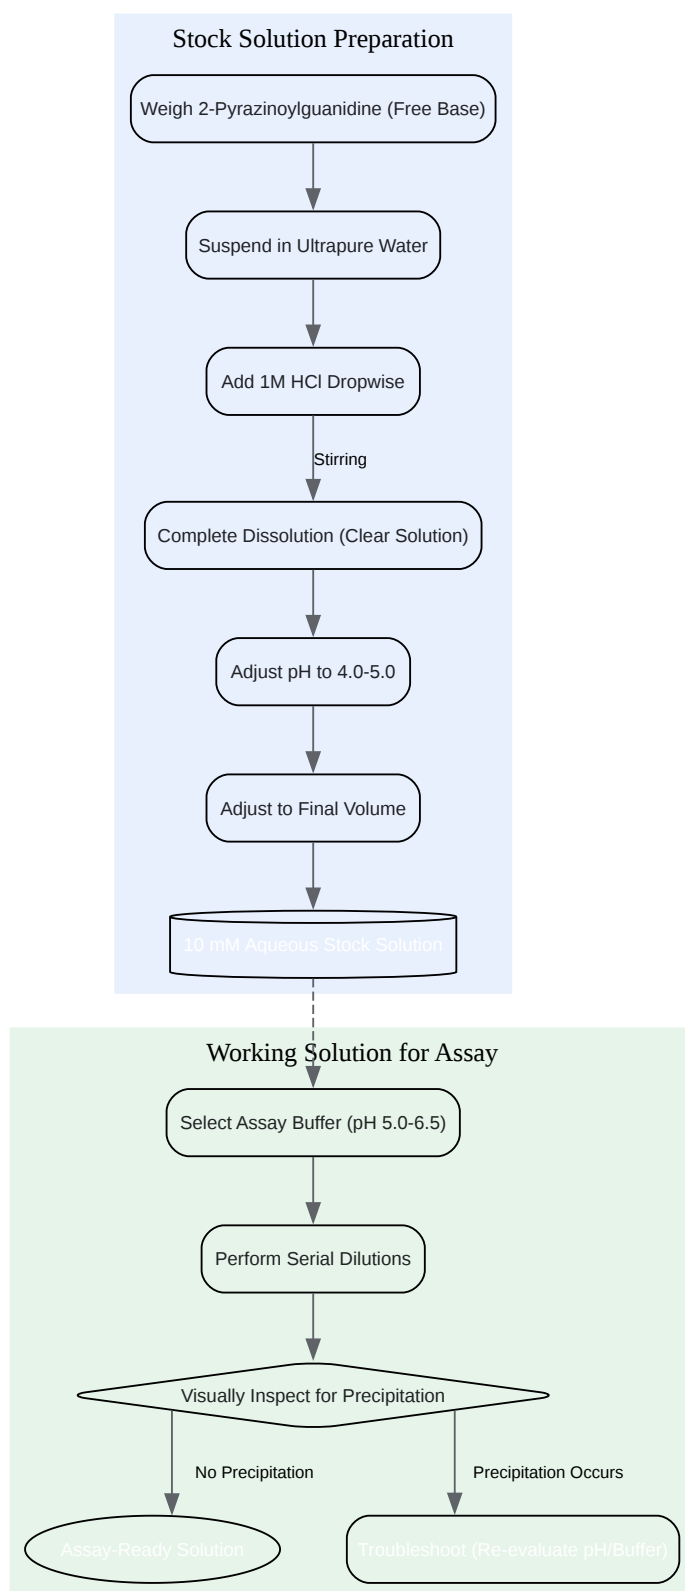 Stock Solution Preparation
Weigh 2-Pyrazinoylguanidine (Free Base)
Suspend in Ultrapure Water
Add 1M HCl Dropwise
Stirring
Complete Dissolution (Clear Solution)
Adjust pH to 4.0-5.0
Adjust to Final Volume
10 mM Aqueous Stock Solution
Working Solution for Assay
Select Assay Buffer (pH 5.0-6.5)
Perform Serial Dilutions
Visually Inspect for Precipitation
No Precipitation
Precipitation Occurs
Assay-Ready Solution
Troubleshoot (Re-evaluate pH/Buffer)